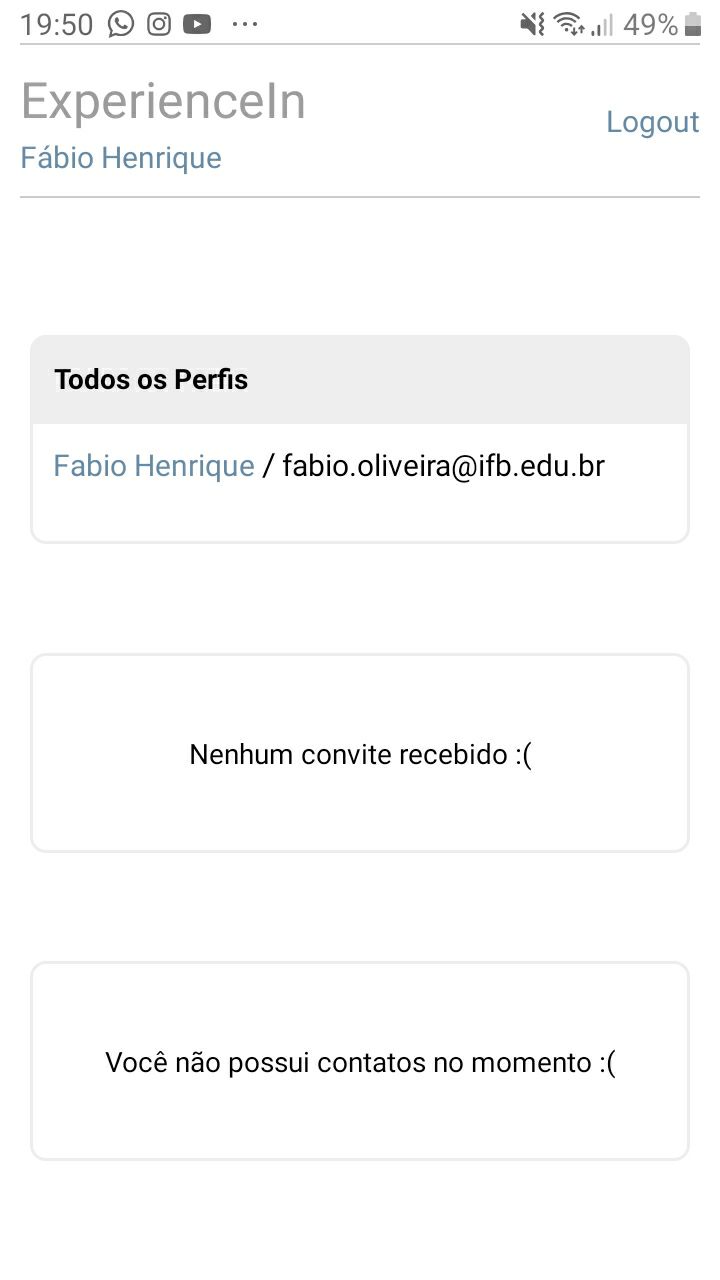 19:50 ... 49%
ExperienceIn
Logout
Fábio Henrique
Todos os Perfis
Fabio Henrique / fabio.oliveira@ifb.edu.br
Nenhum convite recebido :(
Você não possui contatos no momento :(